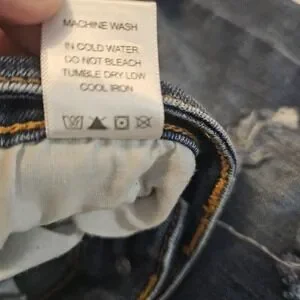 MACHINE WASH
IN COLD WATER
DO NOT BLEACH
TUMBLE DRY LOW
COOL IRON